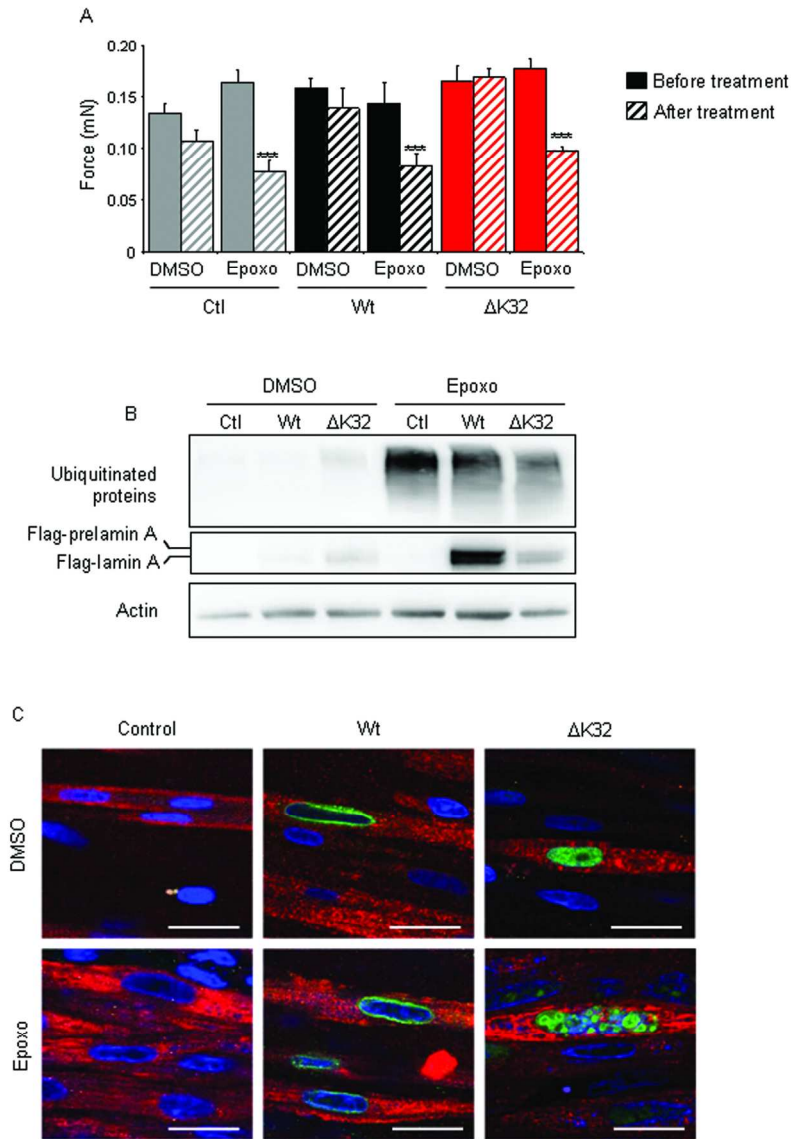 A
0.20
0.15
0.10
0.05
0
Force (mN)
***
***
***
Before treatment
After treatment
DMSO Epoxo DMSO Epoxo DMSO Epoxo
Ctl Wt ΔK32
B
DMSO Epoxo
Ctl Wt ΔK32 Ctl Wt ΔK32
Ubiquitinated
proteins
Flag-prelamin A
Flag-lamin A
Actin
C
Control Wt ΔK32
DMSO
Epoxo